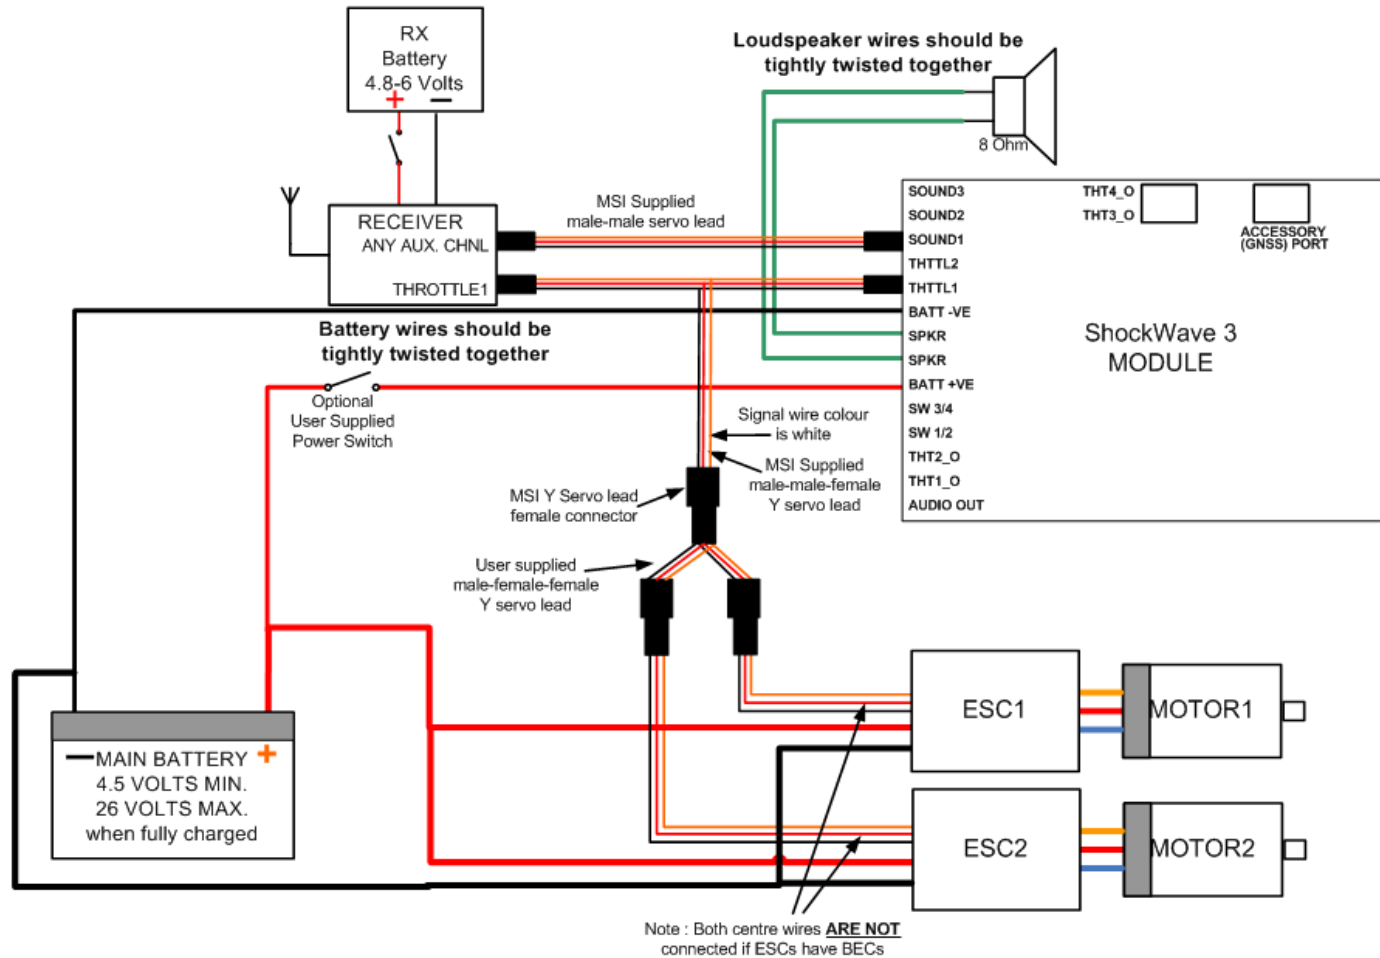 RX
Battery
4.8-6 Volts
+ −
Loudspeaker wires should be
tightly twisted together
8 Ohm
MSI Supplied
male-male servo lead
RECEIVER
ANY AUX. CHNL
THROTTLE1
SOUND3
SOUND2
SOUND1
THTTL2
THTTL1
BATT -VE
SPKR
SPKR
BATT +VE
SW 3/4
SW 1/2
THT2_O
THT1_O
AUDIO OUT
THT4_O
THT3_O
ACCESSORY
(GNSS) PORT
ShockWave 3
MODULE
Battery wires should be
tightly twisted together
Optional
User Supplied
Power Switch
Signal wire colour
is white
MSI Supplied
male-male-female
Y servo lead
MSI Y Servo lead
female connector
User supplied
male-female-female
Y servo lead
− MAIN BATTERY +
4.5 VOLTS MIN.
26 VOLTS MAX.
when fully charged
ESC1
MOTOR1
ESC2
MOTOR2
Note : Both centre wires ARE NOT
connected if ESCs have BECs